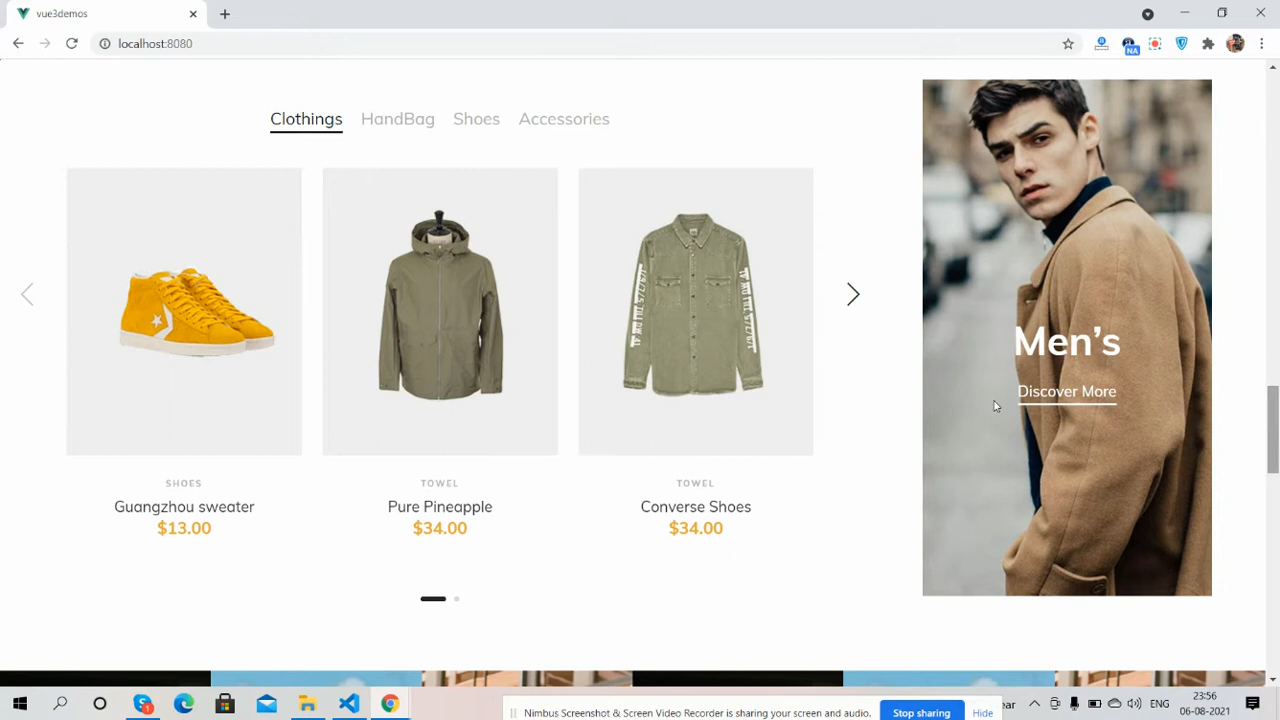 vue3demos
localhost:8080
NA
Clothings HandBag Shoes Accessories
SHOES
Guangzhou sweater
$13.00
TOWEL
Pure Pineapple
$34.00
TOWEL
Converse Shoes
$34.00
Men's
Discover More
Nimbus Screenshot & Screen Video Recorder is sharing your screen and audio. Stop sharing Hide
ear
ENG
23:56
06-08-2021